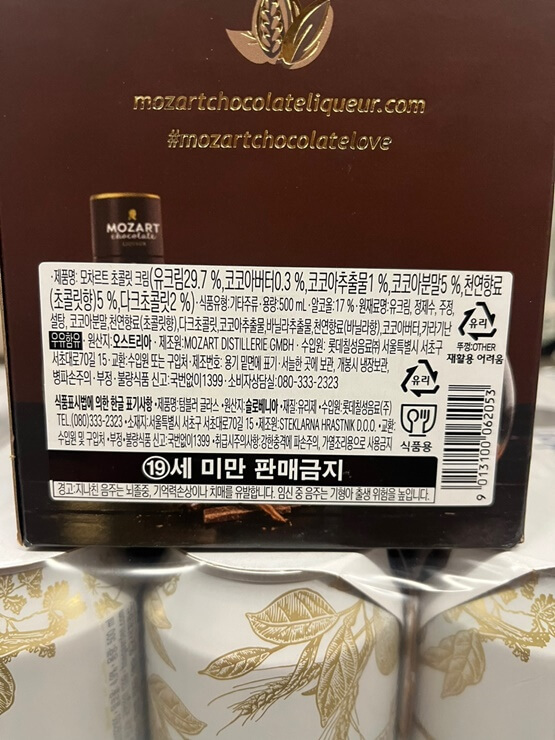 mozartchocolateliqueur.com
#mozartchocolatelove
MOZART
chocolate
LIQUEUR
·제품명: 모차르트 초콜릿 크림(유크림29.7 %,코코아버터0.3 %,코코아추출물1 %,코코아분말5 %,천연향료
(초콜릿향)5 %,다크초콜릿2 %)·식품유형:기타주류·용량:500 mL·알코올:17 %·원재료명:유크림, 정제수, 주정,
설탕, 코코아분말,천연향료(초콜릿향),다크초콜릿,코코아추출물 바닐라추출물,천연향료(바닐라향),코코아버터,카라기난
우유함유 ·원산지:오스트리아·제조원:MOZART DISTILLERIE GMBH·수입원: 롯데칠성음료㈜ 서울특별시 서초구
서초대로70길 15·교환:수입원 또는 구입처·제조번호: 용기 밑면에 표기·서늘한 곳에 보관, 개봉시 냉장보관,
병파손주의·부정·불량식품 신고:국번없이1399·소비자상담실:080-333-2323
식품표시법에 의한 한글 표기사항·제품명:텀블러 글라스·원산지:슬로베니아·재질:유리제·수입원:롯데칠성음료(주)
TEL.(080)333-2323·소재지:서울특별시 서초구 서초대로70길 15·제조원:STEKLARNA HRASTNIK D.O.O.·교환:
수입원 및 구입처·부정·불량식품 신고:국번없이1399·취급시주의사항:강한충격에 파손주의, 가열조리용으로 사용금지
⑲세 미만 판매금지
경고:지나친 음주는 뇌졸중, 기억력손상이나 치매를 유발합니다. 임신 중 음주는 기형아 출생 위험을 높입니다.
유리
뚜껑:OTHER
재활용 어려움
유리
식품용
9 013100 062053